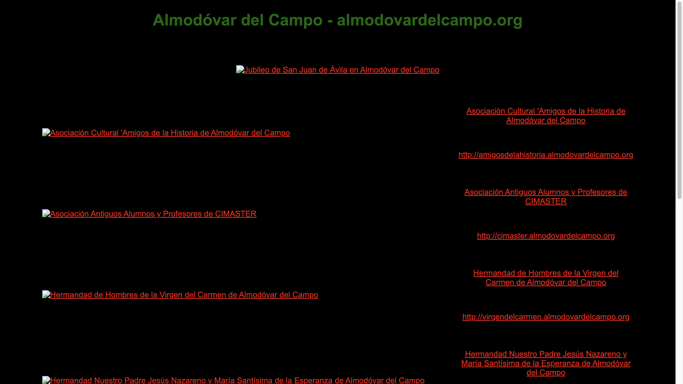 Almodóvar del Campo - almodovardelcampo.org
Jubileo de San Juan de Ávila en Almodóvar del Campo
Asociación Cultural 'Amigos de la Historia de Almodóvar del Campo
Asociación Cultural 'Amigos de la Historia de
Almodóvar del Campo
http://amigosdelahistoria.almodovardelcampo.org
Asociación Antiguos Alumnos y Profesores de CIMASTER
Asociación Antiguos Alumnos y Profesores de
CIMASTER
http://cimaster.almodovardelcampo.org
Hermandad de Hombres de la Virgen del Carmen de Almodóvar del Campo
Hermandad de Hombres de la Virgen del
Carmen de Almodóvar del Campo
http://virgendelcarmen.almodovardelcampo.org
Hermandad Nuestro Padre Jesús Nazareno y María Santísima de la Esperanza de Almodóvar del Campo
Hermandad Nuestro Padre Jesús Nazareno y
María Santísima de la Esperanza de Almodóvar
del Campo